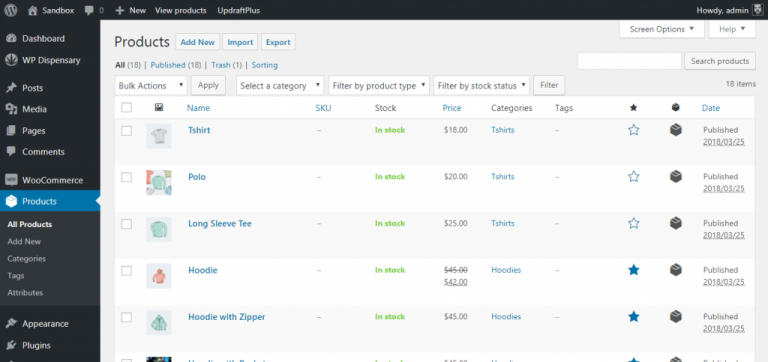 Sandbox 0 + New View products UpdraftPlus Howdy, admin
Screen Options ▼ Help ▼
Dashboard
WP Dispensary
Posts
Media
Pages
Comments
WooCommerce
Products
All Products
Add New
Categories
Tags
Attributes
Appearance
Plugins
Products Add New Import Export
All (18) | Published (18) | Trash (1) | Sorting
Search products
Bulk Actions Apply Select a category Filter by product type Filter by stock status Filter 18 items
Name SKU Stock Price Categories Tags Date
Tshirt – In stock $18.00 Tshirts – Published
2018/03/25
Polo – In stock $20.00 Tshirts – Published
2018/03/25
Long Sleeve Tee – In stock $25.00 Tshirts – Published
2018/03/25
Hoodie – In stock $45.00 Hoodies – Published
$42.00 2018/03/25
Hoodie with Zipper – In stock $45.00 Hoodies – Published
2018/03/25